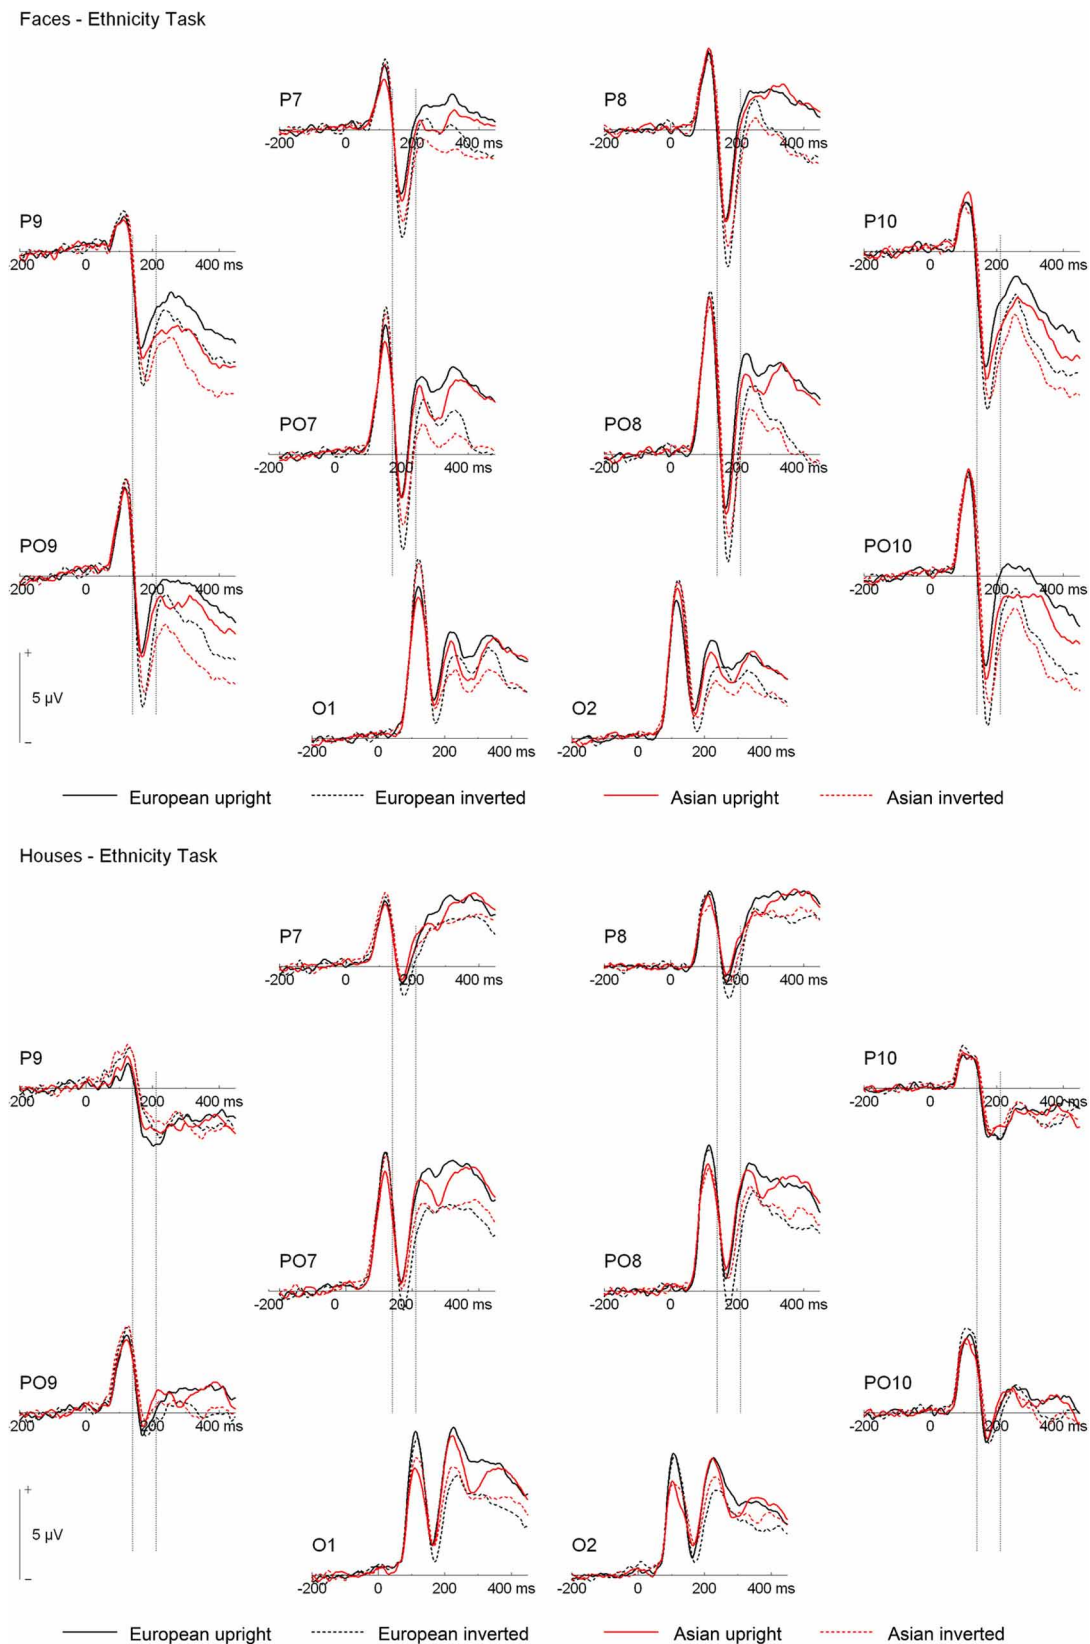 Faces - Ethnicity Task
P7
P8
-200 0 200 400 ms
-200 0 200 400 ms
P9
P10
200 0 200 400 ms
200 0 200 400 ms
PO7
PO8
-200 0 200 400 ms
-200 0 200 400 ms
PO9
PO10
200 0 200 400 ms
200 0 200 400 ms
+
5 µV
–
O1
O2
-200 0 200 400 ms
-200 0 200 400 ms
European upright European inverted Asian upright Asian inverted
Houses - Ethnicity Task
P7
P8
-200 0 200 400 ms
-200 0 200 400 ms
P9
P10
200 0 200 400 ms
200 0 200 400 ms
PO7
PO8
-200 0 200 400 ms
-200 0 200 400 ms
PO9
PO10
200 0 200 400 ms
200 0 200 400 ms
+
5 µV
–
O1
O2
-200 0 200 400 ms
-200 0 200 400 ms
European upright European inverted Asian upright Asian inverted